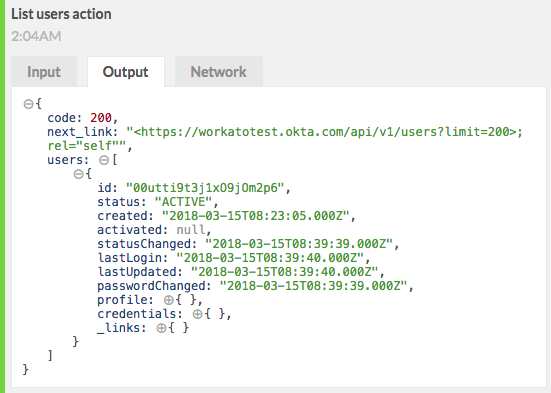 List users action
2:04AM
Input Output Network
{
code: 200,
next_link: "<https://workatotest.okta.com/api/v1/users?limit=200>;
rel="self"",
users: [
{
id: "00utti9t3j1xO9jOm2p6",
status: "ACTIVE",
created: "2018-03-15T08:23:05.000Z",
activated: null,
statusChanged: "2018-03-15T08:39:39.000Z",
lastLogin: "2018-03-15T08:39:40.000Z",
lastUpdated: "2018-03-15T08:39:40.000Z",
passwordChanged: "2018-03-15T08:39:39.000Z",
profile: { },
credentials: { },
_links: { }
}
]
}